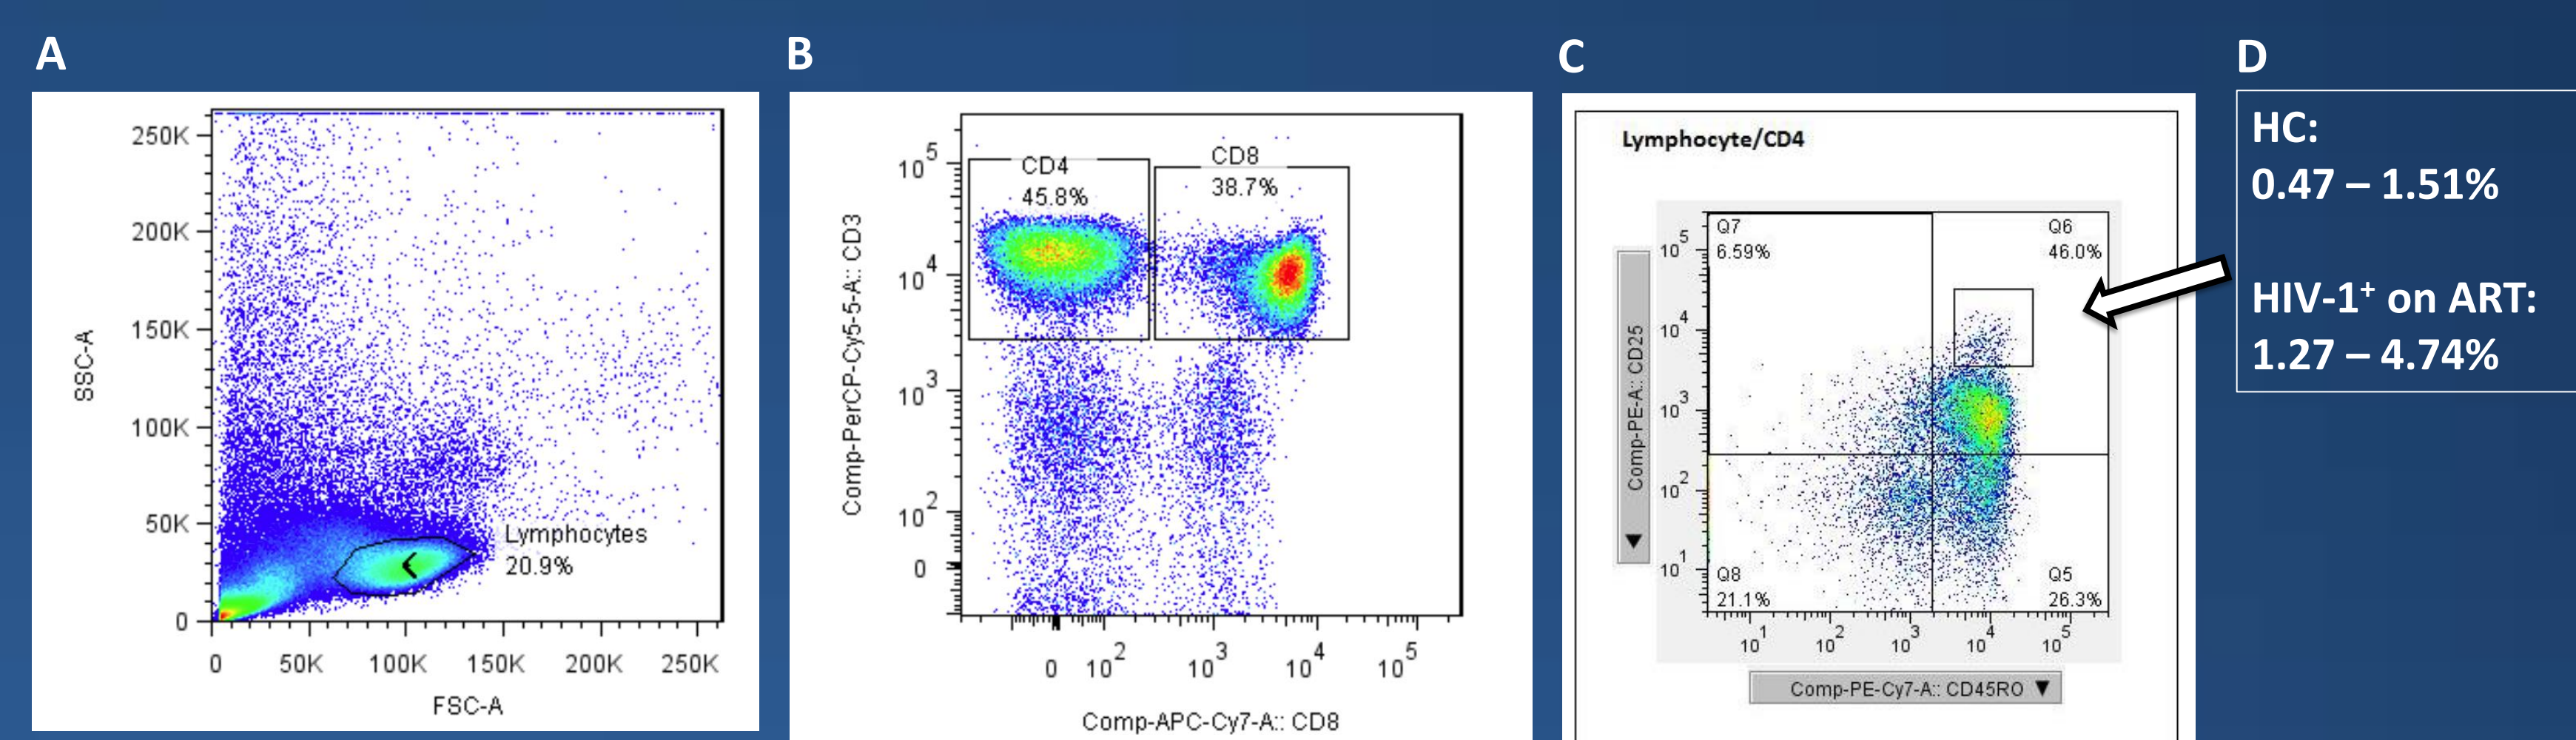 A
250K
200K
150K
100K
50K
0
SSC-A
Lymphocytes
20.9%
0 50K 100K 150K 200K 250K
FSC-A
B
10^5
10^4
10^3
10^2
0
Comp-PerCP-Cy5-5-A:: CD3
CD4
45.8%
CD8
38.7%
0 10^2 10^3 10^4 10^5
Comp-APC-Cy7-A:: CD8
C
Lymphocyte/CD4
Comp-PE-A:: CD25
10^5
10^4
10^3
10^2
10^1
Q7
6.59%
Q6
46.0%
Q8
21.1%
Q5
26.3%
10^1 10^2 10^3 10^4 10^5
Comp-PE-Cy7-A:: CD45RO
D
HC:
0.47 – 1.51%
HIV-1⁺ on ART:
1.27 – 4.74%